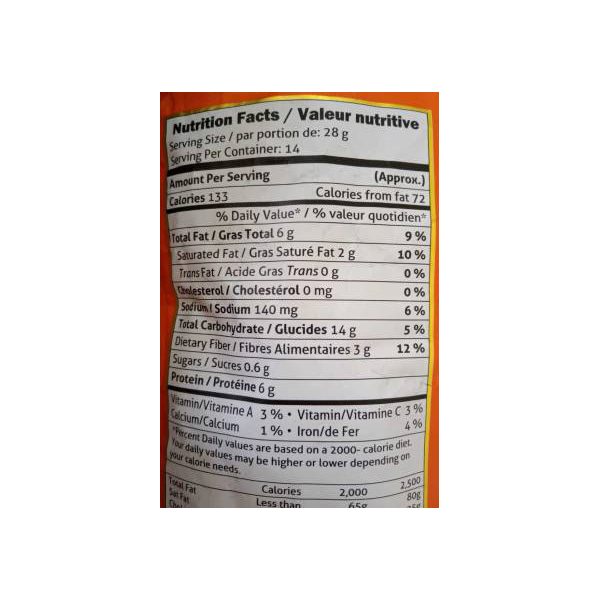 Nutrition Facts / Valeur nutritive
Serving Size / par portion de: 28 g
Serving Per Container: 14
Amount Per Serving (Approx.)
Calories 133 Calories from fat 72
% Daily Value* / % valeur quotidien*
Total Fat / Gras Total 6 g 9 %
Saturated Fat / Gras Saturé Fat 2 g 10 %
Trans Fat / Acide Gras Trans 0 g 0 %
Cholesterol / Cholestérol 0 mg 0 %
Sodium / Sodium 140 mg 6 %
Total Carbohydrate / Glucides 14 g 5 %
Dietary Fiber / Fibres Alimentaires 3 g 12 %
Sugars / Sucres 0.6 g
Protein / Protéine 6 g
Vitamin/Vitamine A 3 % • Vitamin/Vitamine C 3 %
Calcium/Calcium 1 % • Iron/de Fer 4 %
*Percent Daily values are based on a 2000- calorie diet.
Your daily values may be higher or lower depending on
your calorie needs.
Calories 2,000 2,500
Total Fat Less than 65g 80g
Sat Fat